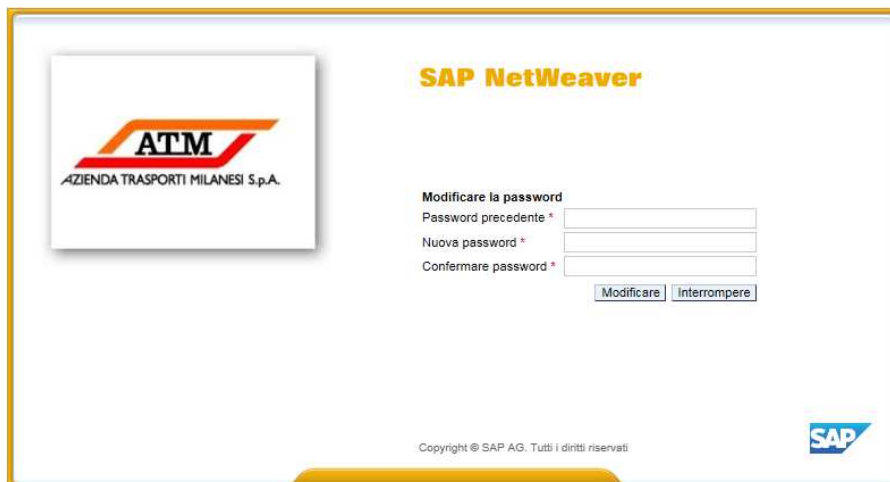 SAP NetWeaver
ATM
AZIENDA TRASPORTI MILANESI S.p.A.
Modificare la password
Password precedente *
Nuova password *
Confermare password *
Modificare Interrompere
Copyright © SAP AG. Tutti i diritti riservati
SAP